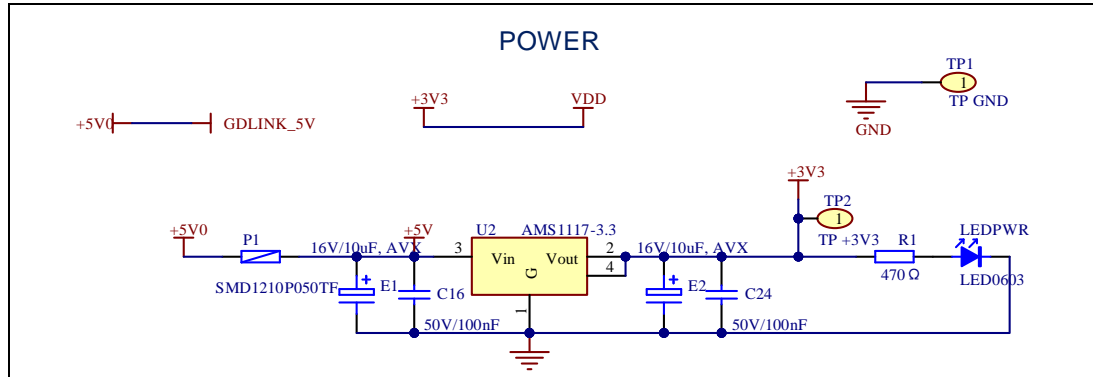 POWER
TP1
1
TP GND
GND
+3V3
VDD
+5V0
GDLINK_5V
+3V3
TP2
1
TP +3V3
+5V0
P1
16V/10uF, AVX
+5V
U2
AMS1117-3.3
3
Vin
G
Vout
2
4
1
16V/10uF, AVX
R1
470 Ω
LEDPWR
LED0603
SMD1210P050TF
E1
C16
E2
C24
50V/100nF
50V/100nF